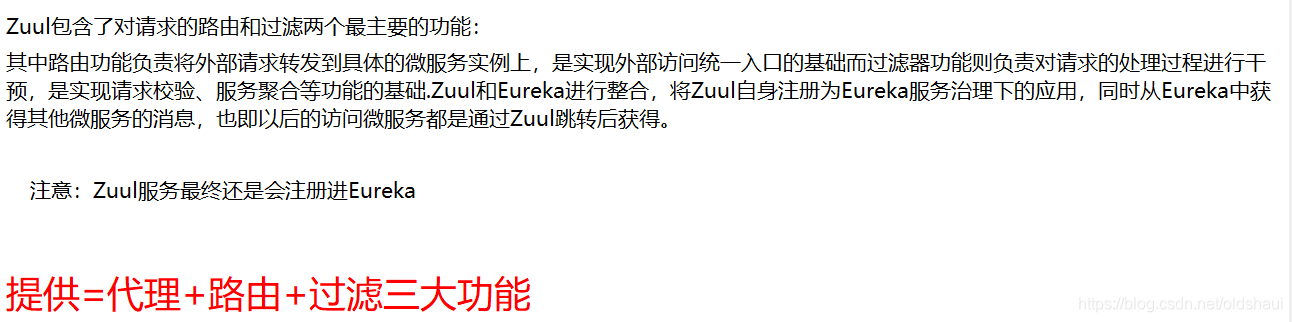 Zuul包含了对请求的路由和过滤两个最主要的功能：
其中路由功能负责将外部请求转发到具体的微服务实例上，是实现外部访问统一入口的基础而过滤器功能则负责对请求的处理过程进行干
预，是实现请求校验、服务聚合等功能的基础.Zuul和Eureka进行整合，将Zuul自身注册为Eureka服务治理下的应用，同时从Eureka中获
得其他微服务的消息，也即以后的访问微服务都是通过Zuul跳转后获得。
注意：Zuul服务最终还是会注册进Eureka
提供=代理+路由+过滤三大功能
https://blog.csdn.net/oldshaui